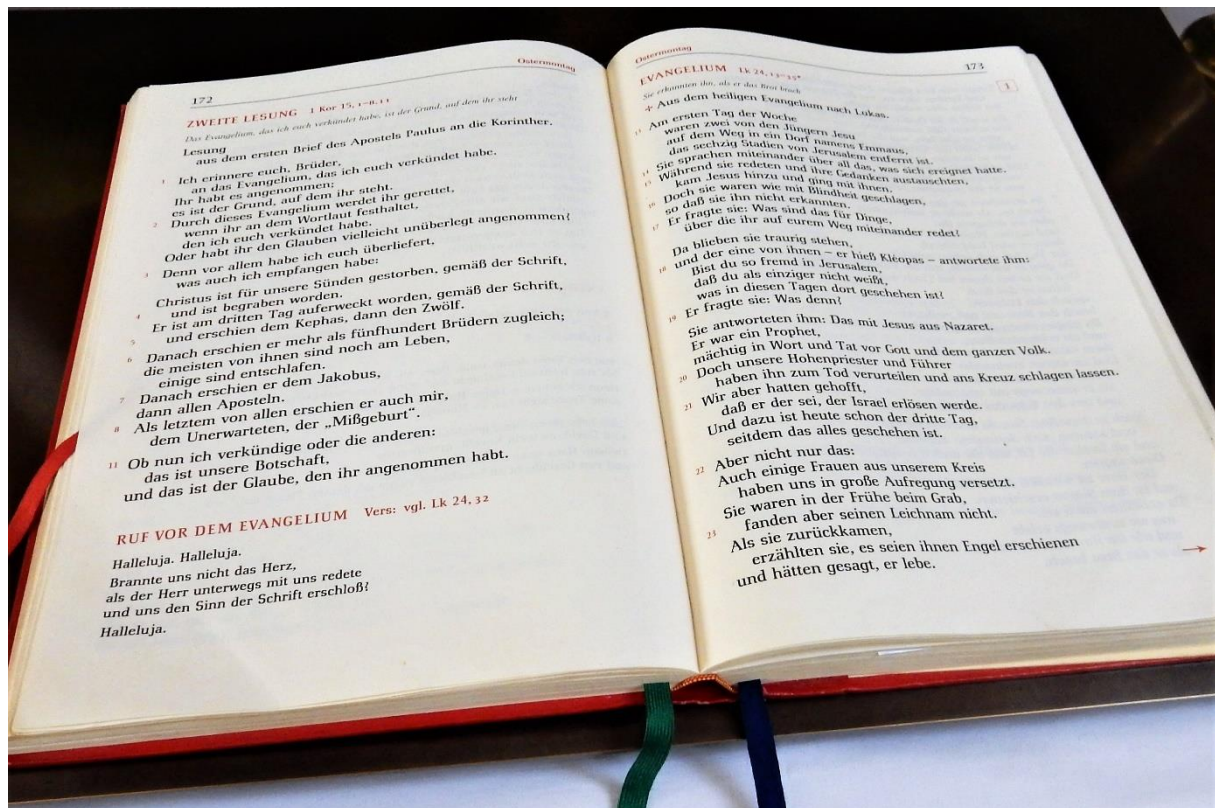 172
Ostermontag
ZWEITE LESUNG 1 Kor 15, 1–8.11
Das Evangelium, das ich euch verkündet habe, ist der Grund, auf dem ihr steht
Lesung
aus dem ersten Brief des Apostels Paulus an die Korinther.
1 Ich erinnere euch, Brüder,
an das Evangelium, das ich euch verkündet habe.
Ihr habt es angenommen;
es ist der Grund, auf dem ihr steht.
2 Durch dieses Evangelium werdet ihr gerettet,
wenn ihr an dem Wortlaut festhaltet,
den ich euch verkündet habe.
Oder habt ihr den Glauben vielleicht unüberlegt angenommen?
3 Denn vor allem habe ich euch überliefert,
was auch ich empfangen habe:
Christus ist für unsere Sünden gestorben, gemäß der Schrift,
4 und ist begraben worden.
Er ist am dritten Tag auferweckt worden, gemäß der Schrift,
5 und erschien dem Kephas, dann den Zwölf.
6 Danach erschien er mehr als fünfhundert Brüdern zugleich;
die meisten von ihnen sind noch am Leben,
einige sind entschlafen.
7 Danach erschien er dem Jakobus,
dann allen Aposteln.
8 Als letztem von allen erschien er auch mir,
dem Unerwarteten, der „Mißgeburt“.
11 Ob nun ich verkündige oder die anderen:
das ist unsere Botschaft,
und das ist der Glaube, den ihr angenommen habt.
RUF VOR DEM EVANGELIUM Vers: vgl. Lk 24, 32
Halleluja. Halleluja.
Brannte uns nicht das Herz,
als der Herr unterwegs mit uns redete
und uns den Sinn der Schrift erschloß?
Halleluja.
Ostermontag
173
EVANGELIUM Lk 24, 13–35*
1
Sie erkannten ihn, als er das Brot brach
+ Aus dem heiligen Evangelium nach Lukas.
13 Am ersten Tag der Woche
waren zwei von den Jüngern Jesu
auf dem Weg in ein Dorf namens Emmaus,
das sechzig Stadien von Jerusalem entfernt ist.
14 Sie sprachen miteinander über all das, was sich ereignet hatte.
15 Während sie redeten und ihre Gedanken austauschten,
kam Jesus hinzu und ging mit ihnen.
16 Doch sie waren wie mit Blindheit geschlagen,
so daß sie ihn nicht erkannten.
17 Er fragte sie: Was sind das für Dinge,
über die ihr auf eurem Weg miteinander redet?
Da blieben sie traurig stehen,
18 und der eine von ihnen – er hieß Kléopas – antwortete ihm:
Bist du so fremd in Jerusalem,
daß du als einziger nicht weißt,
was in diesen Tagen dort geschehen ist?
19 Er fragte sie: Was denn?
Sie antworteten ihm: Das mit Jesus aus Nazaret.
Er war ein Prophet,
mächtig in Wort und Tat vor Gott und dem ganzen Volk.
20 Doch unsere Hohenpriester und Führer
haben ihn zum Tod verurteilen und ans Kreuz schlagen lassen.
21 Wir aber hatten gehofft,
daß er der sei, der Israel erlösen werde.
Und dazu ist heute schon der dritte Tag,
seitdem das alles geschehen ist.
22 Aber nicht nur das:
Auch einige Frauen aus unserem Kreis
haben uns in große Aufregung versetzt.
Sie waren in der Frühe beim Grab,
23 fanden aber seinen Leichnam nicht.
Als sie zurückkamen,
erzählten sie, es seien ihnen Engel erschienen
und hätten gesagt, er lebe.
→